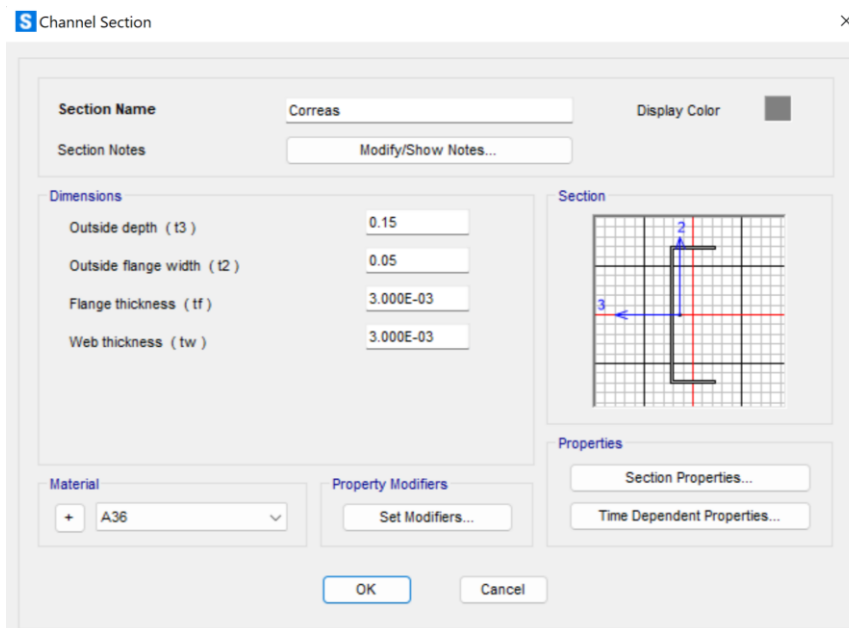 S Channel Section ×
Section Name Correas Display Color
Section Notes Modify/Show Notes...
Dimensions
Outside depth ( t3 ) 0.15
Outside flange width ( t2 ) 0.05
Flange thickness ( tf ) 3.000E-03
Web thickness ( tw ) 3.000E-03
Section
2
3
Properties
Section Properties...
Time Dependent Properties...
Material
+ A36
Property Modifiers
Set Modifiers...
OK Cancel